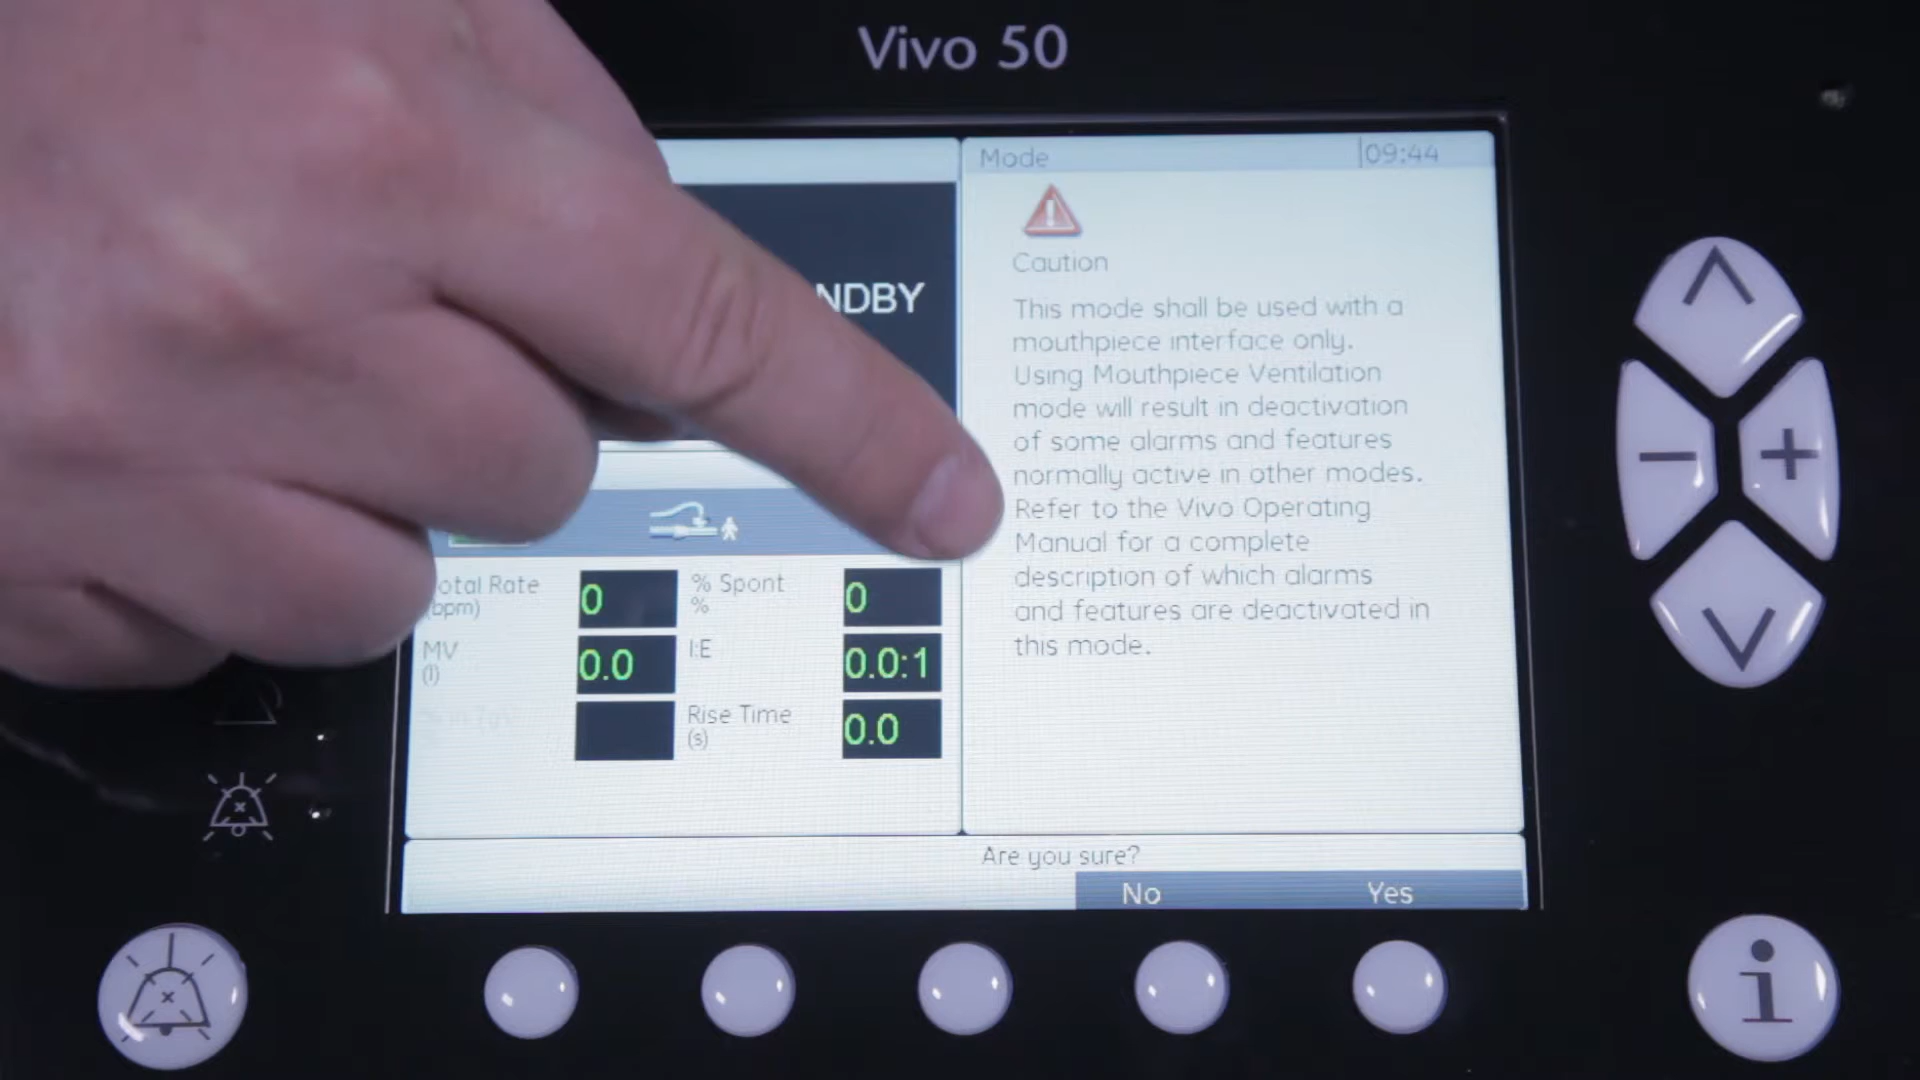 Vivo 50
Mode
09:44
Caution
NDBY
This mode shall be used with a
mouthpiece interface only.
Using Mouthpiece Ventilation
mode will result in deactivation
of some alarms and features
normally active in other modes.
Refer to the Vivo Operating
Manual for a complete
description of which alarms
and features are deactivated in
this mode.
otal Rate
(bpm)
0
% Spont
%
0
MV
(l)
0.0
I:E
0.0:1
Rise Time
(s)
0.0
Are you sure?
No
Yes